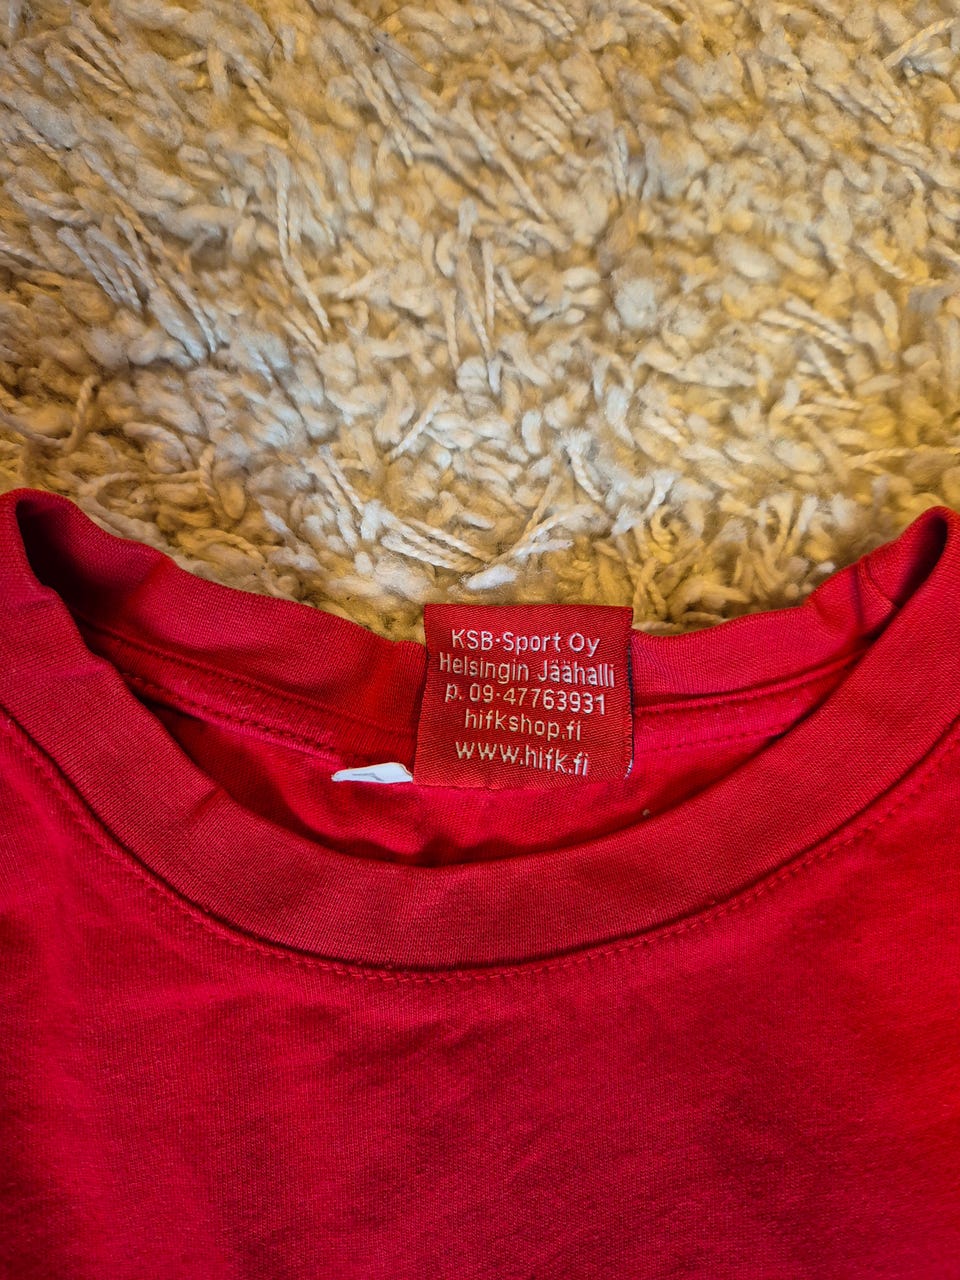 KSB-Sport Oy
Helsingin Jäähalli
p. 09-47763931
hifkshop.fi
www.hifk.fi